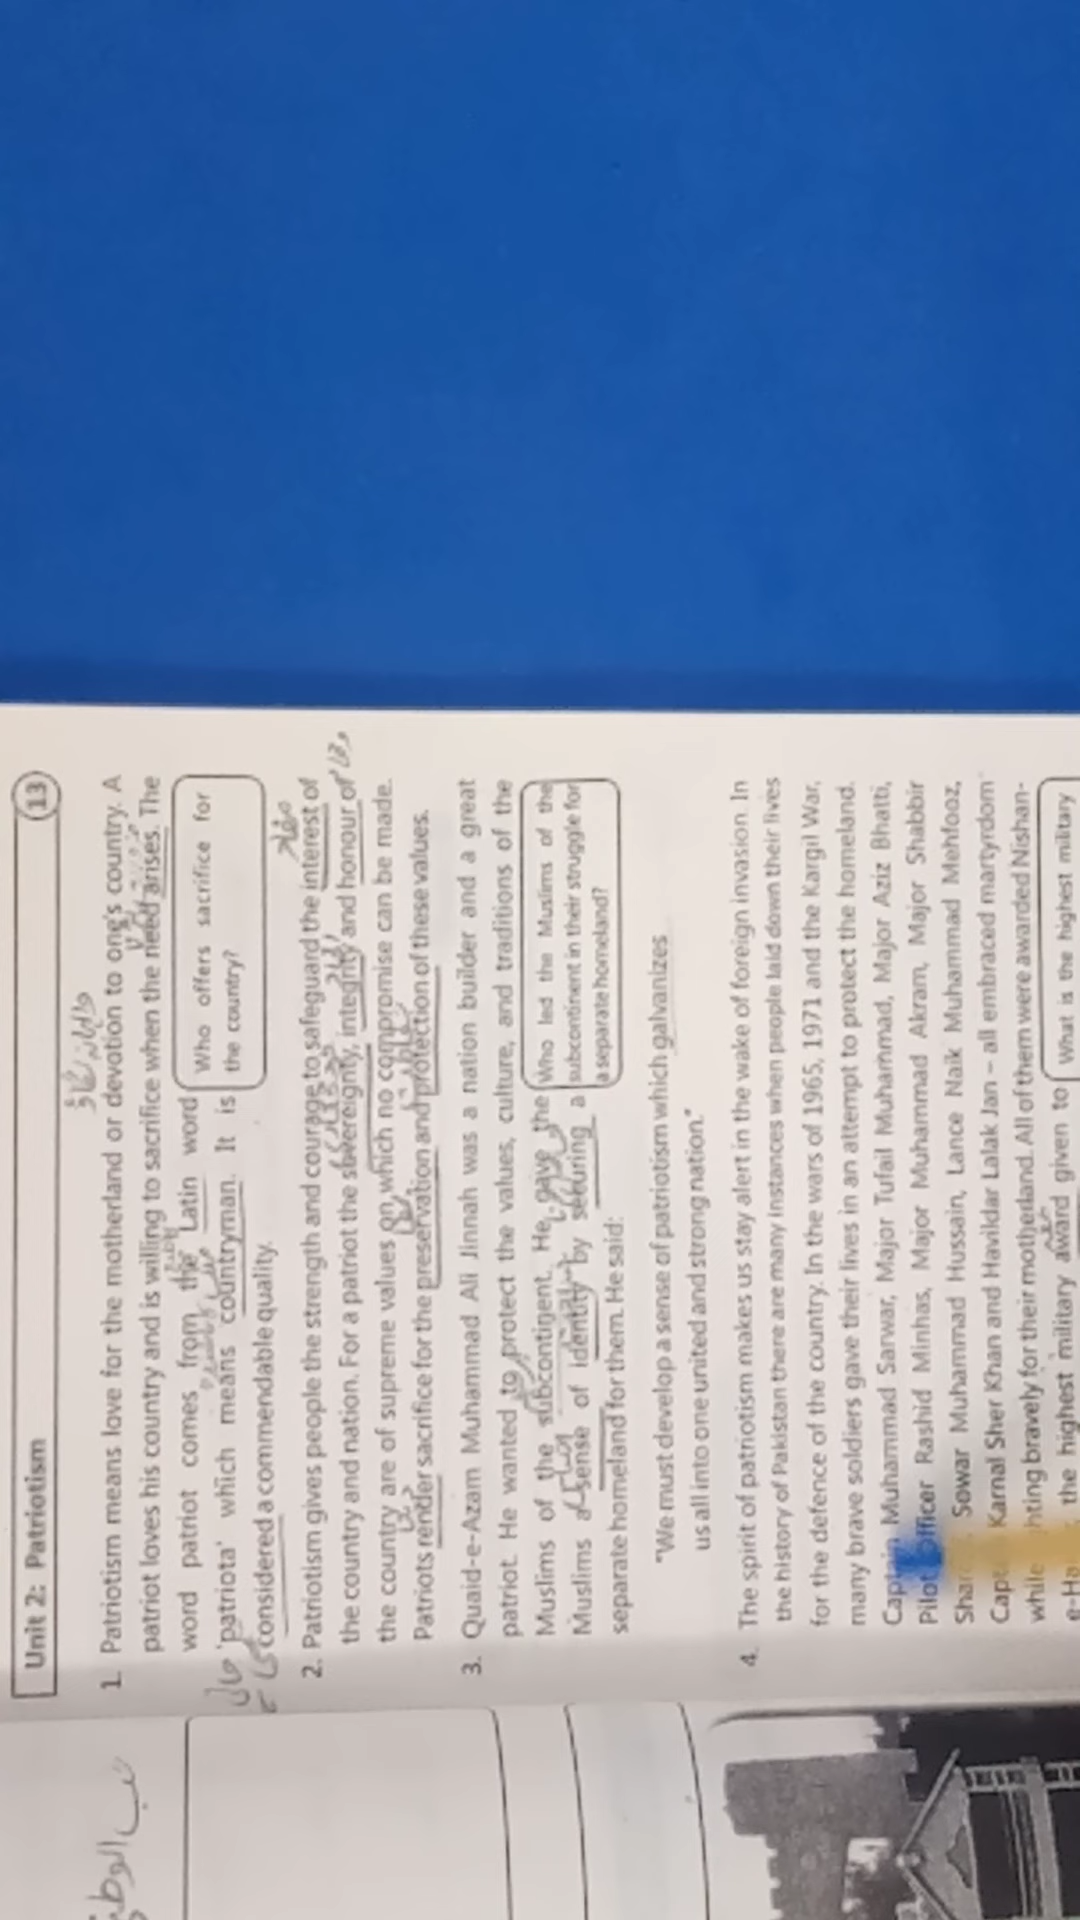 Unit 2: Patriotism
13
1. Patriotism means love for the motherland or devotion to one's country. A
patriot loves his country and is willing to sacrifice when the need arises. The
word patriot comes from the Latin word
'patriota' which means countryman. It is
considered a commendable quality.
Who offers sacrifice for
the country?
2. Patriotism gives people the strength and courage to safeguard the interest of
the country and nation. For a patriot the sovereignty, integrity and honour of
the country are of supreme values on which no compromise can be made.
Patriots render sacrifice for the preservation and protection of these values.
3. Quaid-e-Azam Muhammad Ali Jinnah was a nation builder and a great
patriot. He wanted to protect the values, culture, and traditions of the
Muslims of the subcontigent. He gave the
Muslims a sense of identity by securing a
separate homeland for them. He said:
Who led the Muslims of the
subcontinent in their struggle for
a separate homeland?
"We must develop a sense of patriotism which galvanizes
us all into one united and strong nation."
4. The spirit of patriotism makes us stay alert in the wake of foreign invasion. In
the history of Pakistan there are many instances when people laid down their lives
for the defence of the country. In the wars of 1965, 1971 and the Kargil War,
many brave soldiers gave their lives in an attempt to protect the homeland.
Captain Muhammad Sarwar, Major Tufail Muhammad, Major Aziz Bhatti,
Pilot officer Rashid Minhas, Major Muhammad Akram, Major Shabbir
Sowar Muhammad Hussain, Lance Naik Muhammad Mehfooz,
Karnal Sher Khan and Havildar Lalak Jan – all embraced martyrdom
while hting bravely for their motherland. All of them were awarded Nishan-
e-Ha the highest military award given to
What is the highest military